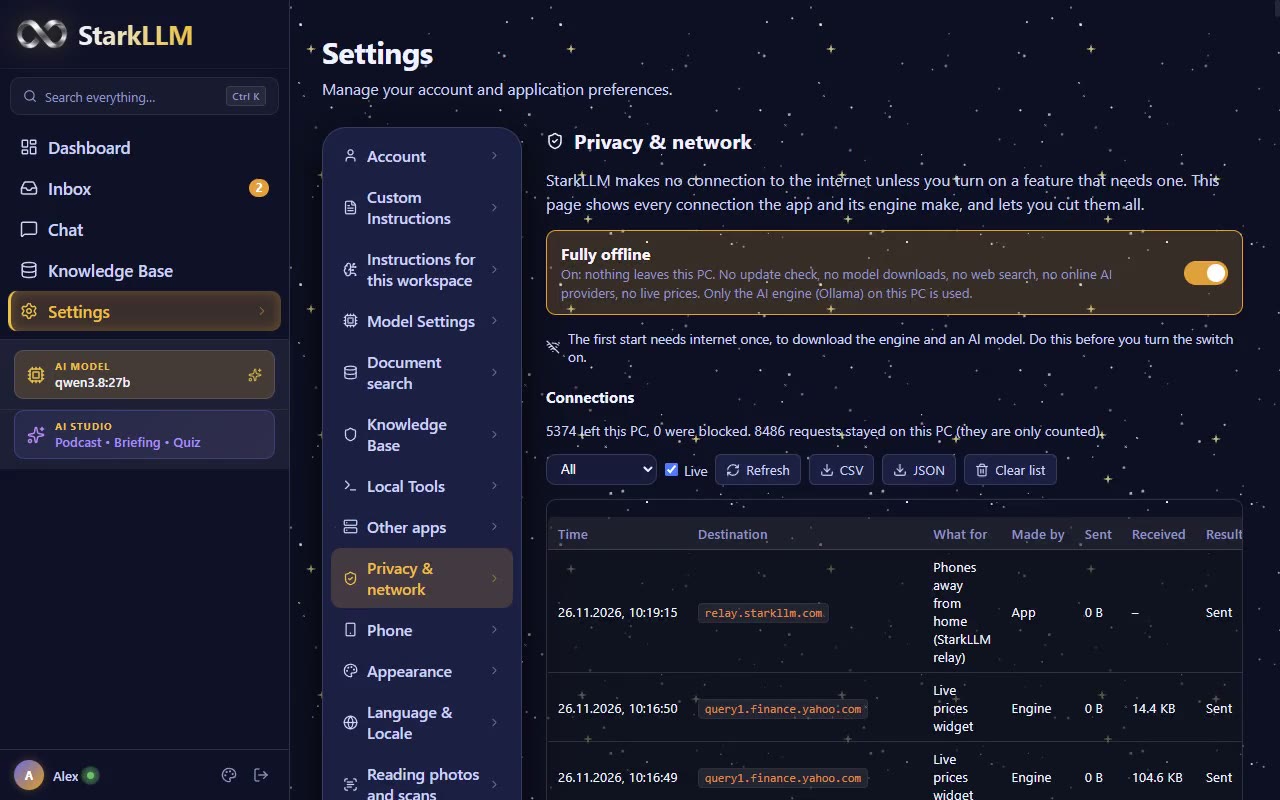 StarkLLM
Search everything...
Ctrl K
Dashboard
Inbox
2
Chat
Knowledge Base
Settings
AI MODEL
qwen3.8:27b
AI STUDIO
Podcast • Briefing • Quiz
A
Alex
Settings
Manage your account and application preferences.
Account
Custom
Instructions
Instructions for
this workspace
Model Settings
Document
search
Knowledge
Base
Local Tools
Other apps
Privacy &
network
Phone
Appearance
Language &
Locale
Reading photos
and scans
Privacy & network
StarkLLM makes no connection to the internet unless you turn on a feature that needs one. This
page shows every connection the app and its engine make, and lets you cut them all.
Fully offline
On: nothing leaves this PC. No update check, no model downloads, no web search, no online AI
providers, no live prices. Only the AI engine (Ollama) on this PC is used.
The first start needs internet once, to download the engine and an AI model. Do this before you turn the switch
on.
Connections
5374 left this PC, 0 were blocked. 8486 requests stayed on this PC (they are only counted).
All
Live
Refresh
CSV
JSON
Clear list
Time Destination What for Made by Sent Received Result
26.11.2026, 10:19:15 relay.starkllm.com Phones away from home (StarkLLM relay) App 0 B – Sent
26.11.2026, 10:16:50 query1.finance.yahoo.com Live prices widget Engine 0 B 14.4 KB Sent
26.11.2026, 10:16:49 query1.finance.yahoo.com Live prices widget Engine 0 B 104.6 KB Sent